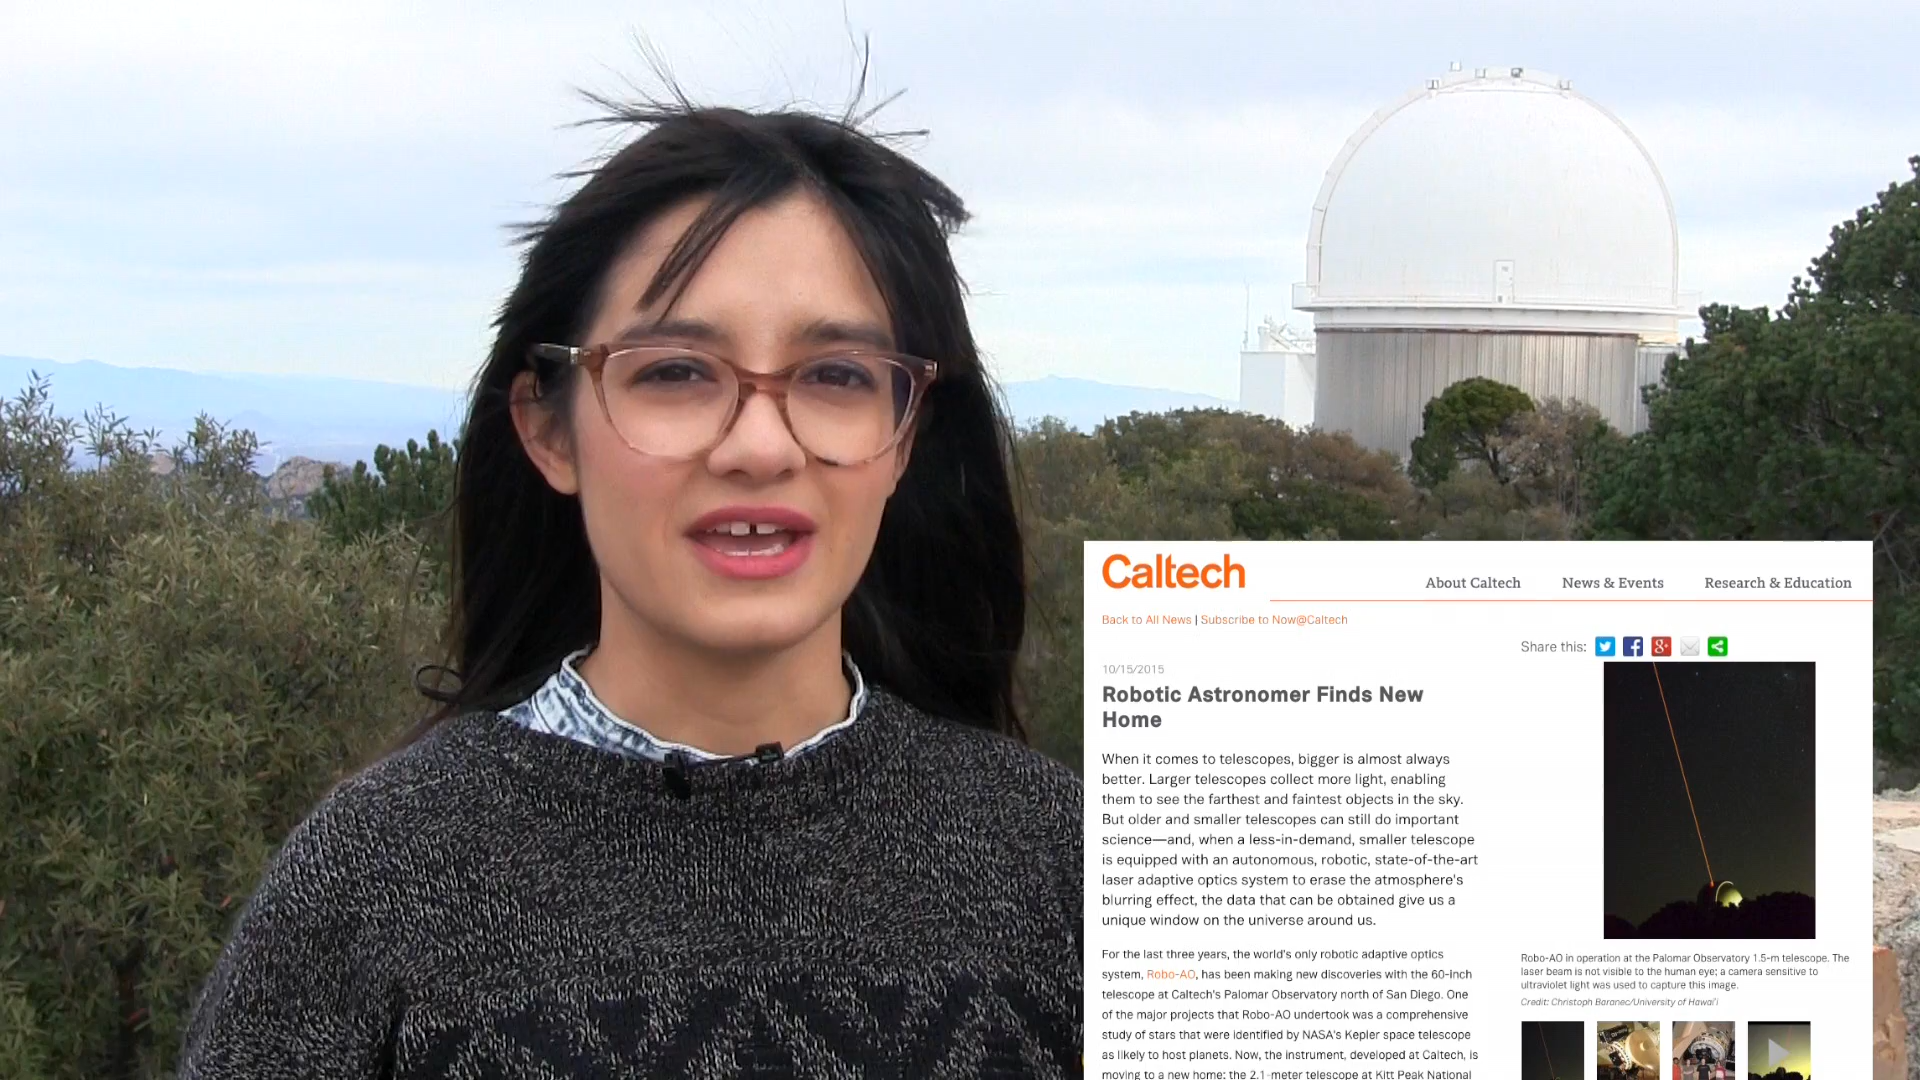 Caltech
About Caltech News & Events Research & Education
Back to All News | Subscribe to Now@Caltech
Share this:
10/15/2015
Robotic Astronomer Finds New
Home
When it comes to telescopes, bigger is almost always
better. Larger telescopes collect more light, enabling
them to see the farthest and faintest objects in the sky.
But older and smaller telescopes can still do important
science—and, when a less-in-demand, smaller telescope
is equipped with an autonomous, robotic, state-of-the-art
laser adaptive optics system to erase the atmosphere's
blurring effect, the data that can be obtained give us a
unique window on the universe around us.
For the last three years, the world's only robotic adaptive optics
system, Robo-AO, has been making new discoveries with the 60-inch
telescope at Caltech's Palomar Observatory north of San Diego. One
of the major projects that Robo-AO undertook was a comprehensive
study of stars that were identified by NASA's Kepler space telescope
as likely to host planets. Now, the instrument, developed at Caltech, is
moving to a new home: the 2.1-meter telescope at Kitt Peak National
Robo-AO in operation at the Palomar Observatory 1.5-m telescope. The
laser beam is not visible to the human eye; a camera sensitive to
ultraviolet light was used to capture this image.
Credit: Christoph Baranec/University of Hawai'i